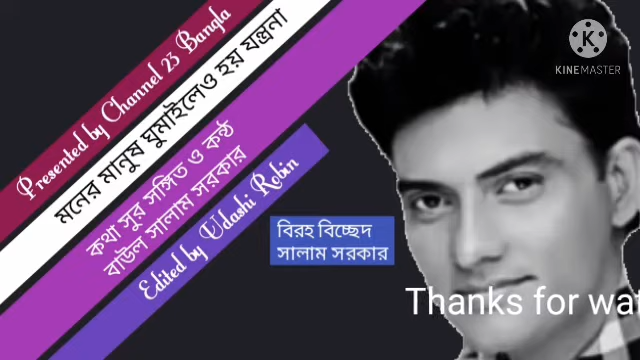 Presented by Channel 23 Bangla
মনের মানুষ ঘুমাইলেও হয় যন্ত্রনা
কথা সুর সঙ্গিত ও কন্ঠ
বাউল সালাম সরকার
Edited by Udashi Robin
বিরহ বিচ্ছেদ
সালাম সরকার
KINEMASTER
Thanks for wat